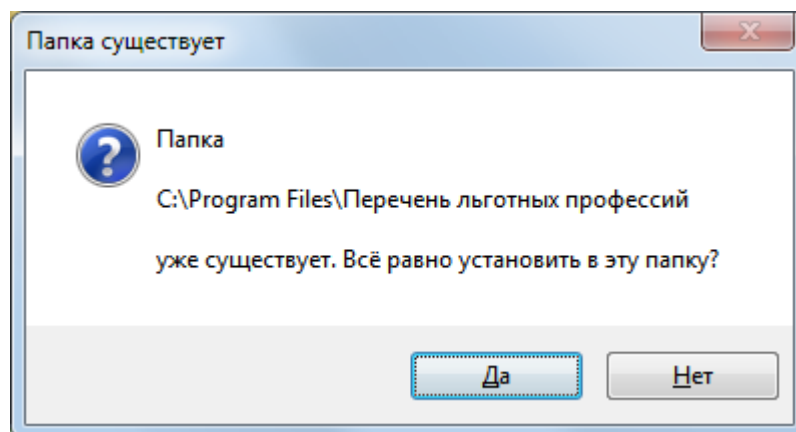 Папка существует
Папка
C:\Program Files\Перечень льготных профессий
уже существует. Всё равно установить в эту папку?
Да
Нет